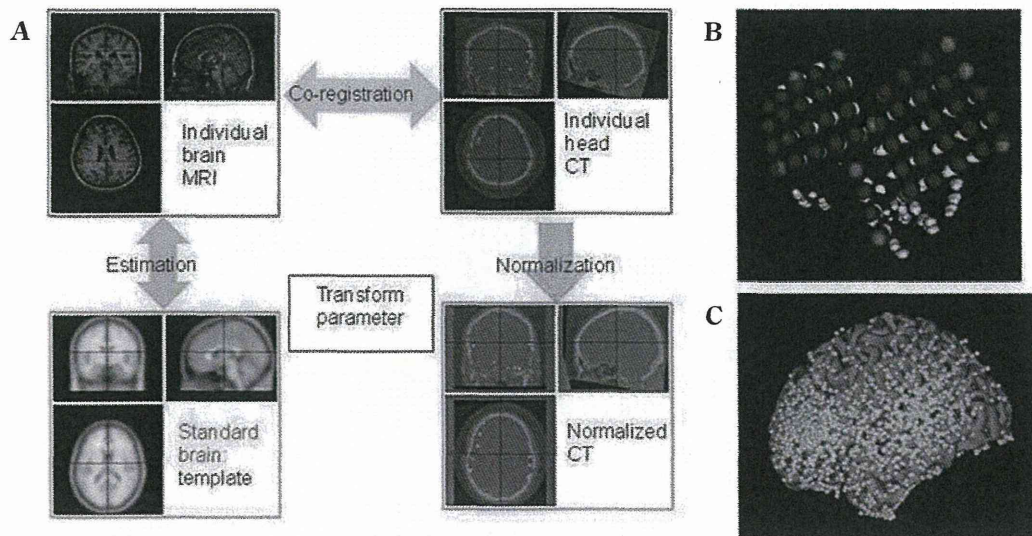 A
Co-registration
Individual
brain
MRI
Individual
head
CT
Estimation
Normalization
Transform
parameter
Standard
brain
template
Normalized
CT
B
C